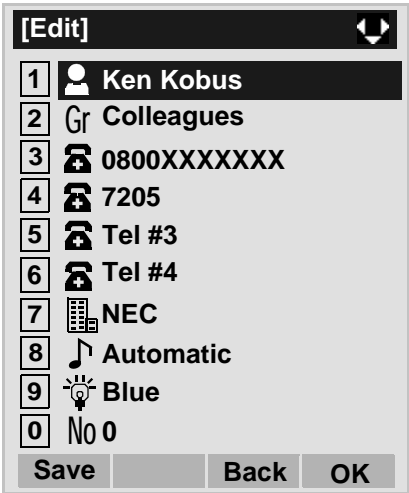 [Edit]
1 Ken Kobus
2 Gr Colleagues
3 0800XXXXXXX
4 7205
5 Tel #3
6 Tel #4
7 NEC
8 Automatic
9 Blue
0 No 0
Save Back OK